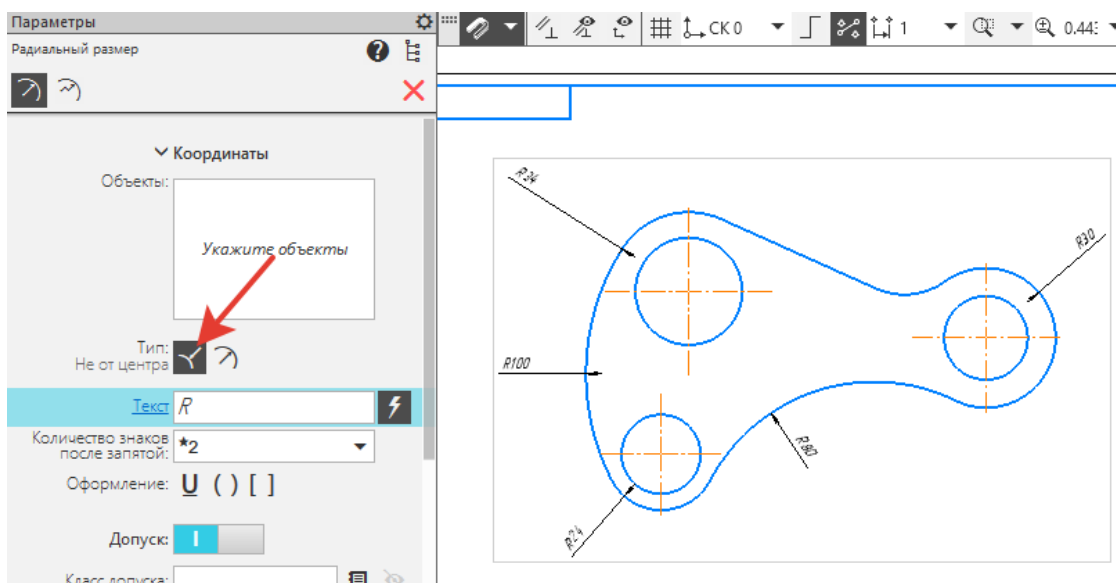 Параметры
Радиальный размер
Координаты
Объекты:
Укажите объекты
Тип:
Не от центра
Текст R
Количество знаков
после запятой:
*2
Оформление: U ( ) [ ]
Допуск:
Класс допуска:
СК 0
1
0.443
R34
R30
R100
R80
R24